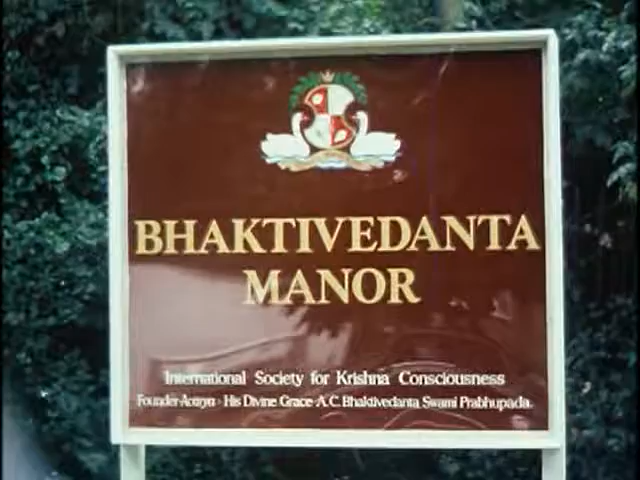 BHAKTIVEDANTA
MANOR
International Society for Krishna Consciousness
Founder-Acarya His Divine Grace A.C. Bhaktivedanta Swami Prabhupada.